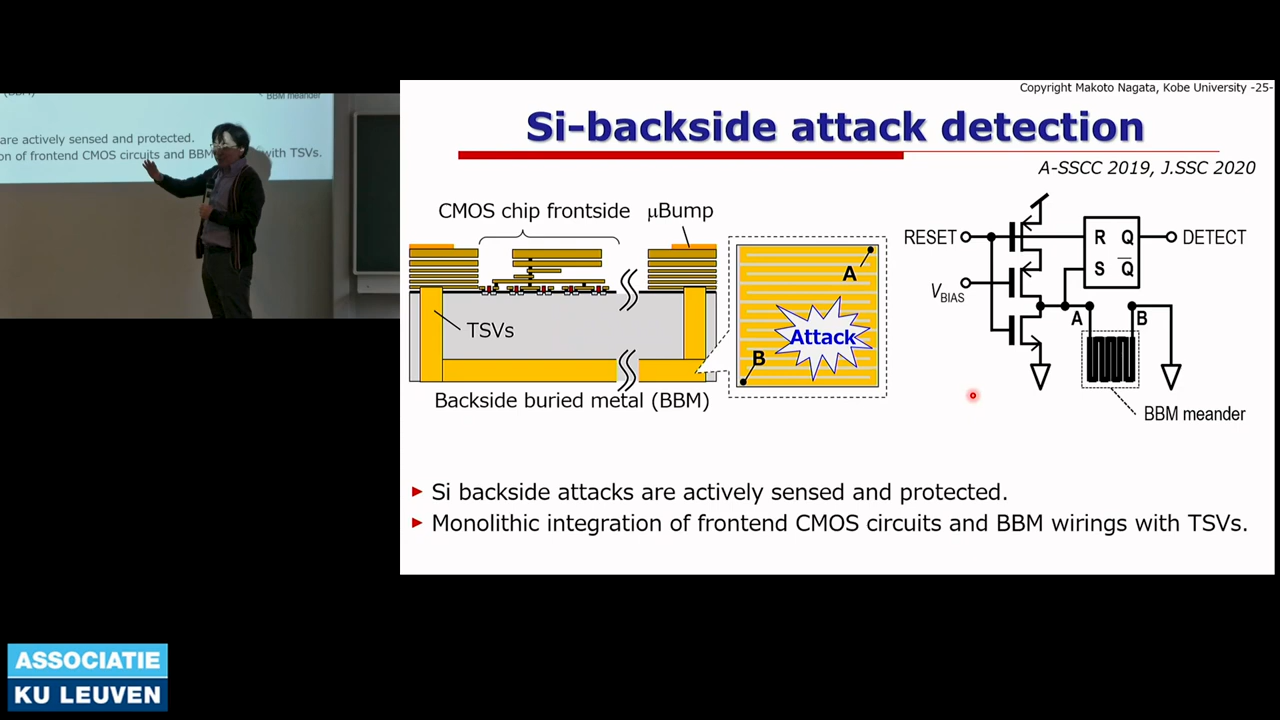 (BBM)
BBM meander
are actively sensed and protected.
on of frontend CMOS circuits and BBM with TSVs.
Copyright Makoto Nagata, Kobe University -25-
Si-backside attack detection
A-SSCC 2019, J.SSC 2020
CMOS chip frontside
μBump
TSVs
Backside buried metal (BBM)
A
Attack
B
RESET
VBIAS
R Q
S Q̅
DETECT
A
B
BBM meander
Si backside attacks are actively sensed and protected.
Monolithic integration of frontend CMOS circuits and BBM wirings with TSVs.
ASSOCIATIE
KU LEUVEN